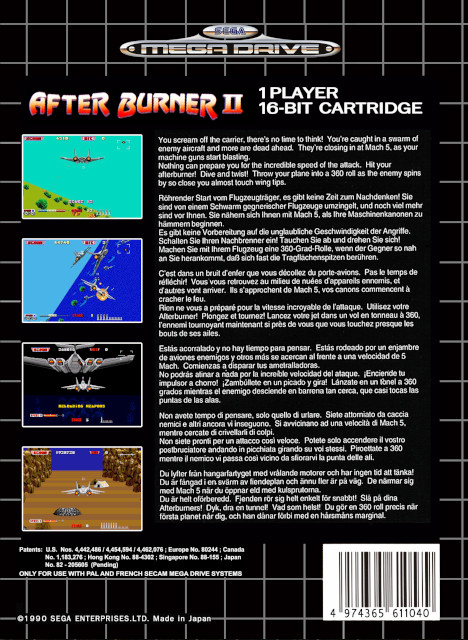 SEGA
MEGA DRIVE
AFTER BURNER II
1 PLAYER
16-BIT CARTRIDGE
You scream off the carrier, there's no time to think! You're caught in a swarm of
enemy aircraft and more are dead ahead. They're closing in at Mach 5, as your
machine guns start blasting.
Nothing can prepare you for the incredible speed of the attack. Hit your
afterburner! Dive and twist! Throw your plane into a 360 roll as the enemy spins
by so close you almost touch wing tips.
Röhrender Start vom Flugzeugträger, es gibt keine Zeit zum Nachdenken! Sie
sind von einem Schwarm gegnerischer Flugzeuge umzingelt, und noch viel mehr
sind vor Ihnen. Sie nähern sich Ihnen mit Mach 5, als Ihre Maschinenkanonen zu
hämmern beginnen.
Es gibt keine Vorbereitung auf die unglaubliche Geschwindigkeit der Angriffe.
Schallen Sie Ihren Nachbrenner ein! Tauchen Sie ab und drehen Sie sich!
Machen Sie mit Ihrem Flugzeug eine 360-Grad-Rolle, wenn der Gegner so nah
an Sie herankommt, daß sich fast die Tragflächenspitzen berühren.
C'est dans un bruit d'enfer que vous décollez du porte-avions. Pas le temps de
réfléchir! Vous vous retrouvez au milieu de nuées d'appareils ennemis, et
d'autres vont arriver. Ils s'approchent de Mach 5, vos canons commencent à
cracher le feu.
Rien ne vous a préparé pour la vitesse incroyable de l'attaque. Utilisez votre
Afterburner! Plongez et tournez! Lancez votre jet dans un vol en tonneau à 360,
l'ennemi tournoyant maintenant si près de vous que vous touchez presque les
bouts de ses ailes.
Estás acorralado y no hay tiempo para pensar. Estás rodeado por un enjambre
de aviones enemigos y otros más se acercan al frente a una velocidad de 5
Mach. Comienzas a disparar tus ametralladoras.
No podrás atinar a nada por la increíble velocidad del ataque. ¡Enciende tu
impulsor a chorro! ¡Zambúllete en un picado y gira! Lánzate en un tonel a 360
grados mientras el enemigo desciende en barrena tan cerca, que casi tocas las
puntas de las alas.
Non avete tempo di pensare, solo quello di urlare. Siete attorniato da caccia
nemici e altri ancora vi inseguono. Si avvicinano ad una velocità di Mach 5,
mentre cercate di crivellarli di colpi.
Non siete pronti per un attacco così veloce. Potete solo accendere il vostro
postbruciatore andando in picchiata girando su voi stessi. Piroettate a 360
mentre il nemico vi passa così vicino da sfiorarvi la punta delle ali.
Du lyfter från hangarfartyget med vrålande motorer och har ingen tid att tänka!
Du är fångad i en svärm av fiendeplan och ännu fler är på väg. De närmar sig
med Mach 5 när du öppnar eld med kulsprutorna.
Du är helt oförberedd. Fjenden rör sig helt enkelt för snabbt! Slå på dina
Afterburners! Dyk, dra en tunnel! Vad som helst! Du gör en 360 roll precis när
första planet når dig, och han dånar förbi med en hårsmåns marginal.
RELOADING WEAPONS
Patents: U.S. Nos. 4,442,486 / 4,454,594 / 4,462,076 ; Europe No. 80244 ; Canada
No. 1,183,276 ; Hong Kong No. 88-4302 ; Singapore No. 88-155 ; Japan
No. 82 - 205605 (Pending)
ONLY FOR USE WITH PAL AND FRENCH SECAM MEGA DRIVE SYSTEMS
©1990 SEGA ENTERPRISES.LTD. Made in Japan
4 974365 611040